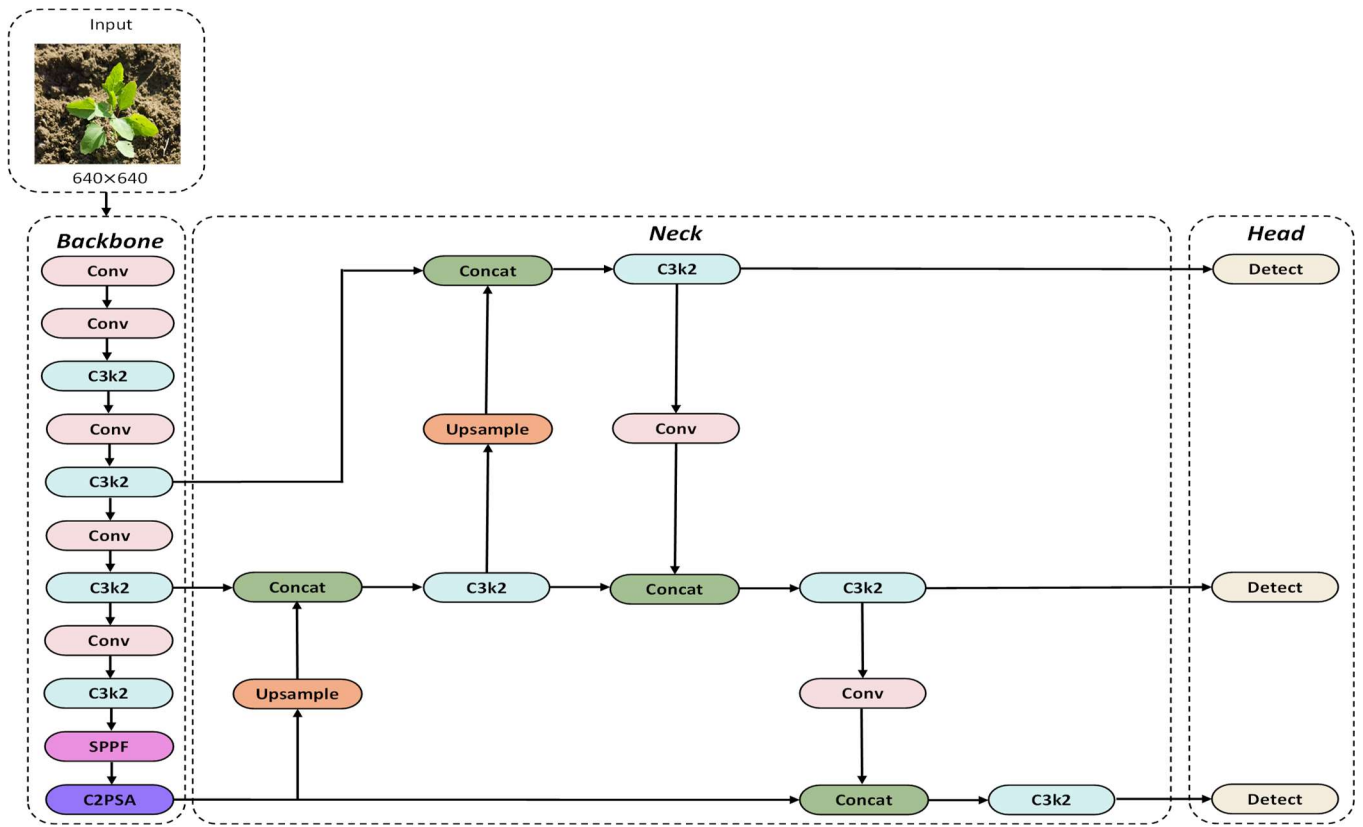 Input
640×640
Backbone
Conv
Conv
C3k2
Conv
C3k2
Conv
C3k2
Conv
C3k2
SPPF
C2PSA
Neck
Concat
C3k2
Upsample
Conv
Concat
C3k2
Concat
C3k2
Upsample
Conv
Concat
C3k2
Head
Detect
Detect
Detect